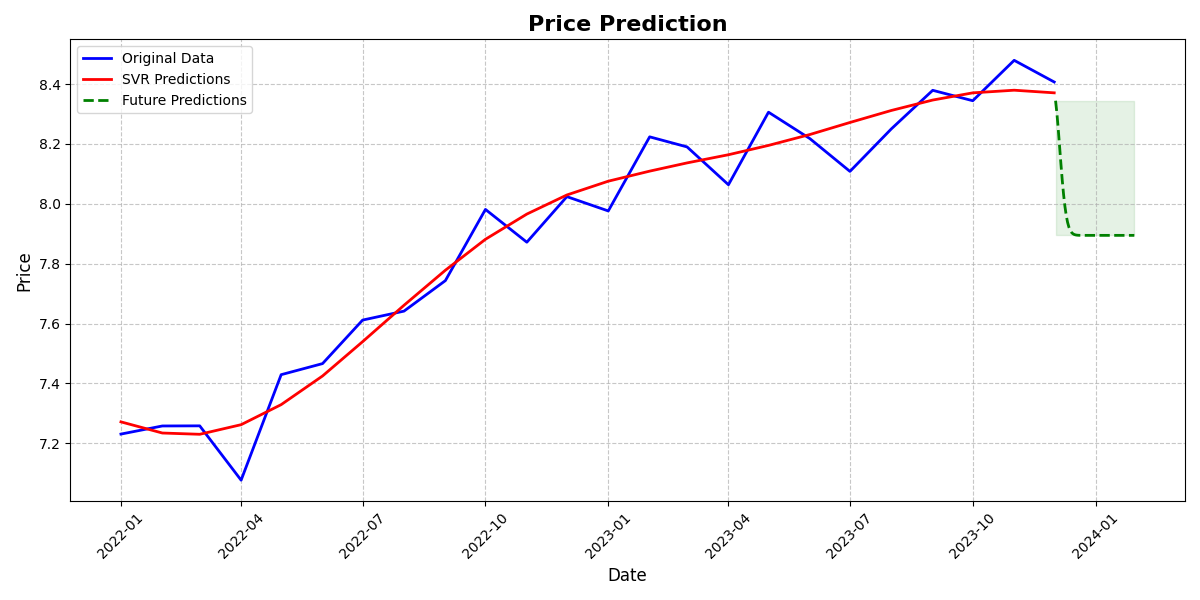 Price Prediction
Original Data
SVR Predictions
Future Predictions
Price
8.4
8.2
8.0
7.8
7.6
7.4
7.2
2022-01
2022-04
2022-07
2022-10
2023-01
2023-04
2023-07
2023-10
2024-01
Date